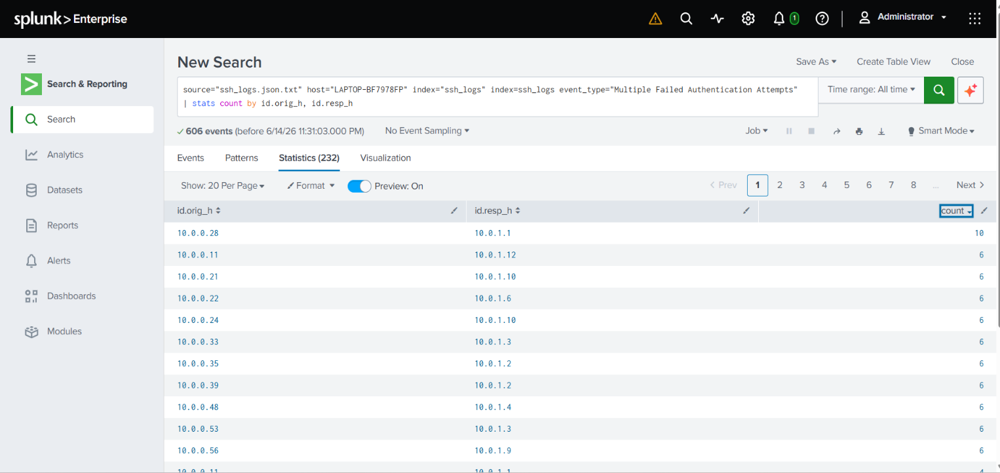 splunk>Enterprise
1
Administrator
Search & Reporting
Search
Analytics
Datasets
Reports
Alerts
Dashboards
Modules
New Search
Save As
Create Table View
Close
source="ssh_logs.json.txt" host="LAPTOP-BF7978FP" index="ssh_logs" index=ssh_logs event_type="Multiple Failed Authentication Attempts"
| stats count by id.orig_h, id.resp_h
Time range: All time
606 events (before 6/14/26 11:31:03.000 PM)
No Event Sampling
Job
Smart Mode
Events
Patterns
Statistics (232)
Visualization
Show: 20 Per Page
Format
Preview: On
< Prev 1 2 3 4 5 6 7 8 ... Next >
id.orig_h id.resp_h count
10.0.0.28 10.0.1.1 10
10.0.0.11 10.0.1.12 6
10.0.0.21 10.0.1.10 6
10.0.0.22 10.0.1.6 6
10.0.0.24 10.0.1.10 6
10.0.0.33 10.0.1.3 6
10.0.0.35 10.0.1.2 6
10.0.0.39 10.0.1.2 6
10.0.0.48 10.0.1.4 6
10.0.0.53 10.0.1.3 6
10.0.0.56 10.0.1.9 6
10.0.0.11 10.0.1.1 4